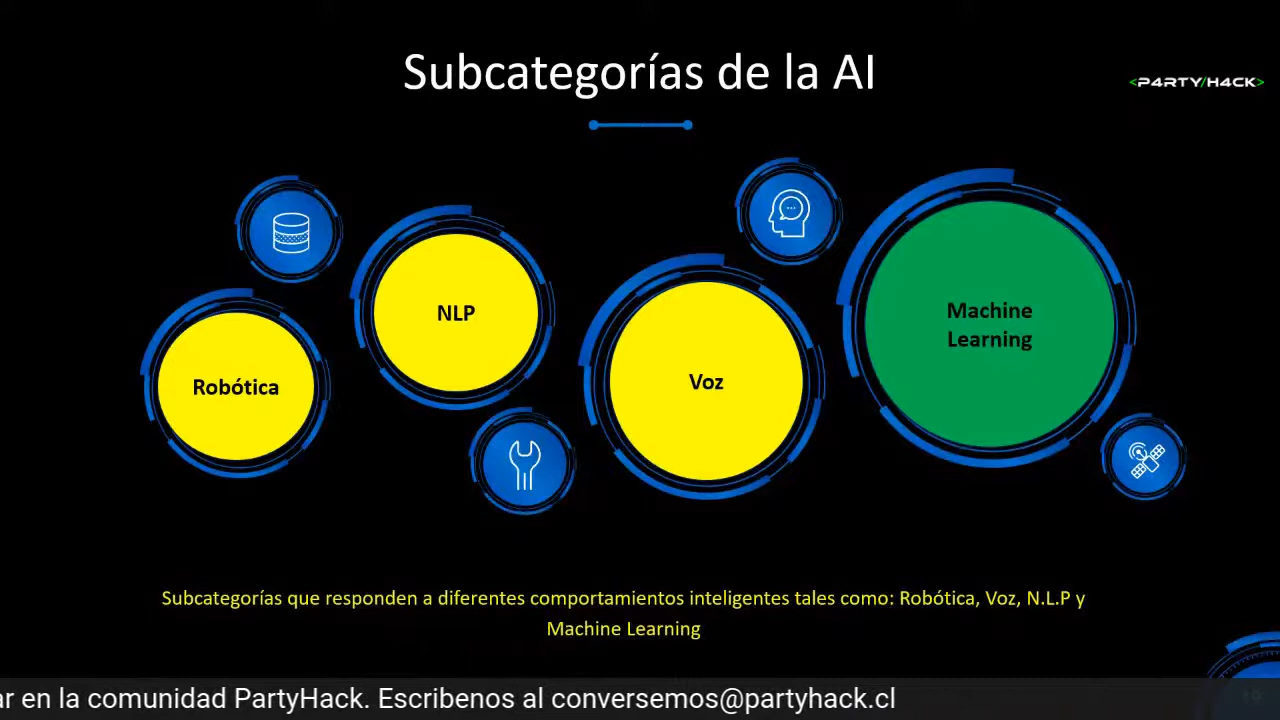 Subcategorías de la AI
<P4RTY/H4CK>
NLP
Machine
Learning
Robótica
Voz
Subcategorías que responden a diferentes comportamientos inteligentes tales como: Robótica, Voz, N.L.P y
Machine Learning
ar en la comunidad PartyHack. Escribenos al conversemos@partyhack.cl